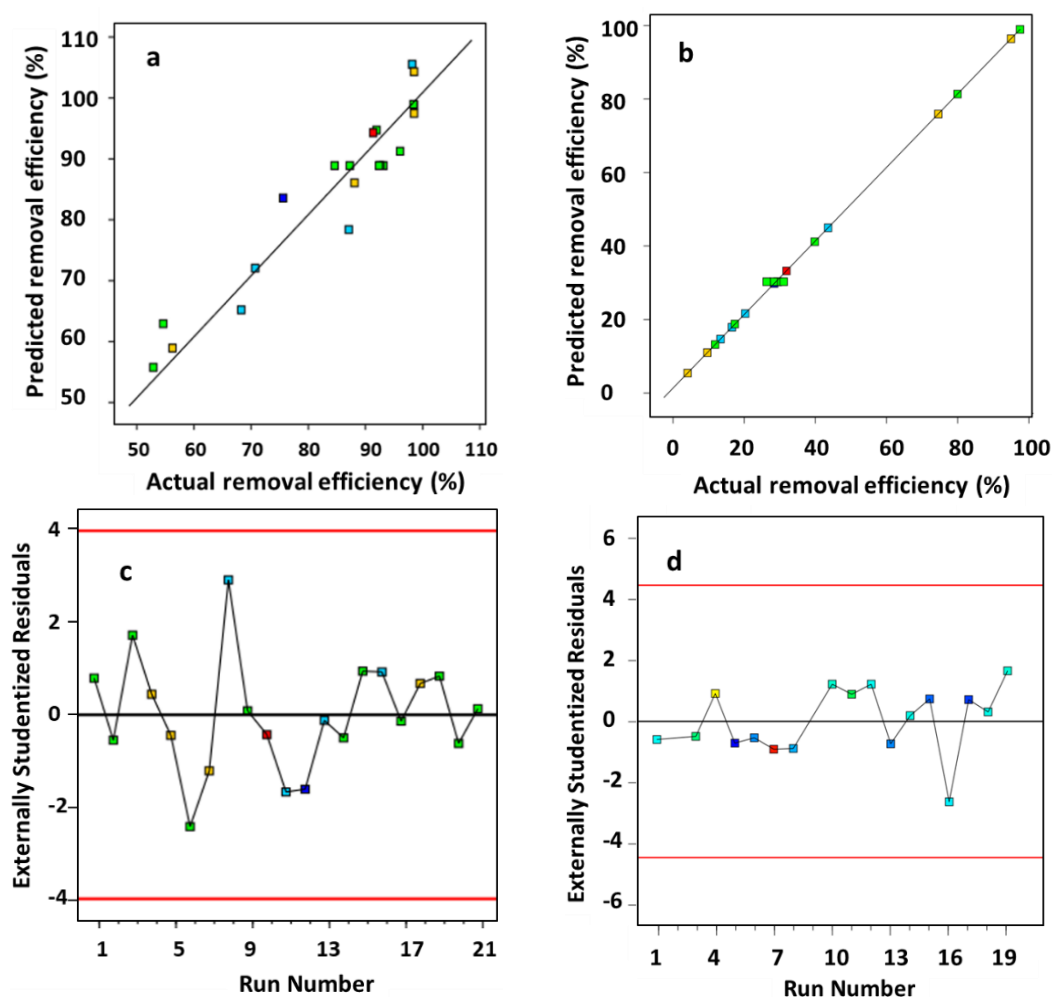 a
Predicted removal efficiency (%)
110
100
90
80
70
60
50
50 60 70 80 90 100 110
Actual removal efficiency (%)
b
Predicted removal efficiency (%)
100
80
60
40
20
0
0 20 40 60 80 100
Actual removal efficiency (%)
c
Externally Studentized Residuals
4
2
0
-2
-4
1 5 9 13 17 21
Run Number
d
Externally Studentized Residuals
6
4
2
0
-2
-4
-6
1 4 7 10 13 16 19
Run Number